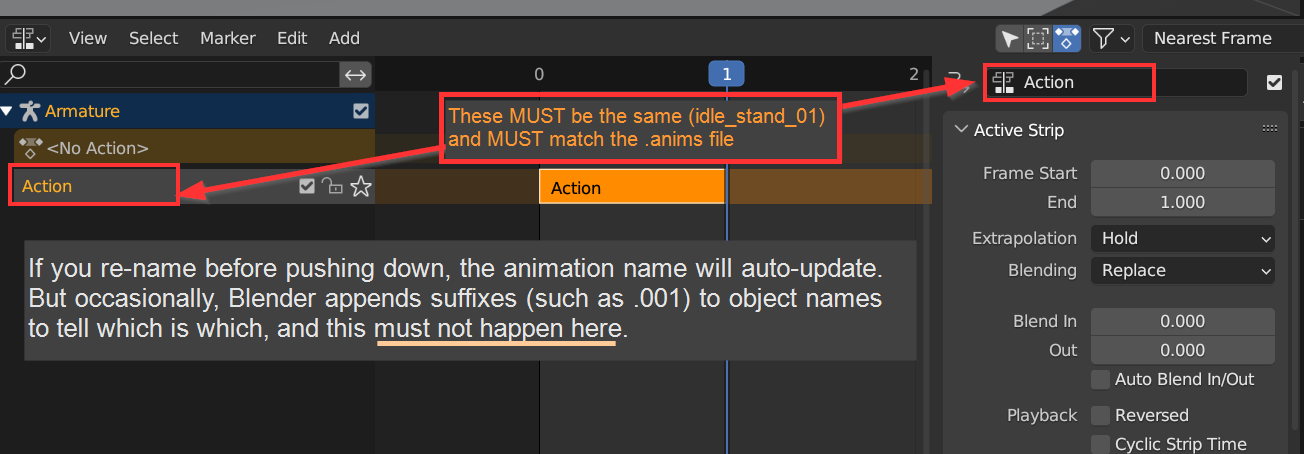 View Select Marker Edit Add Nearest Frame
0 1 2
Action
Armature
These MUST be the same (idle_stand_01)
and MUST match the .anims file
Active Strip
<No Action>
Frame Start 0.000
Action
Action
End 1.000
Extrapolation Hold
Blending Replace
If you re-name before pushing down, the animation name will auto-update.
But occasionally, Blender appends suffixes (such as .001) to object names
to tell which is which, and this must not happen here.
Blend In 0.000
Out 0.000
Auto Blend In/Out
Playback Reversed
Cyclic Strip Time